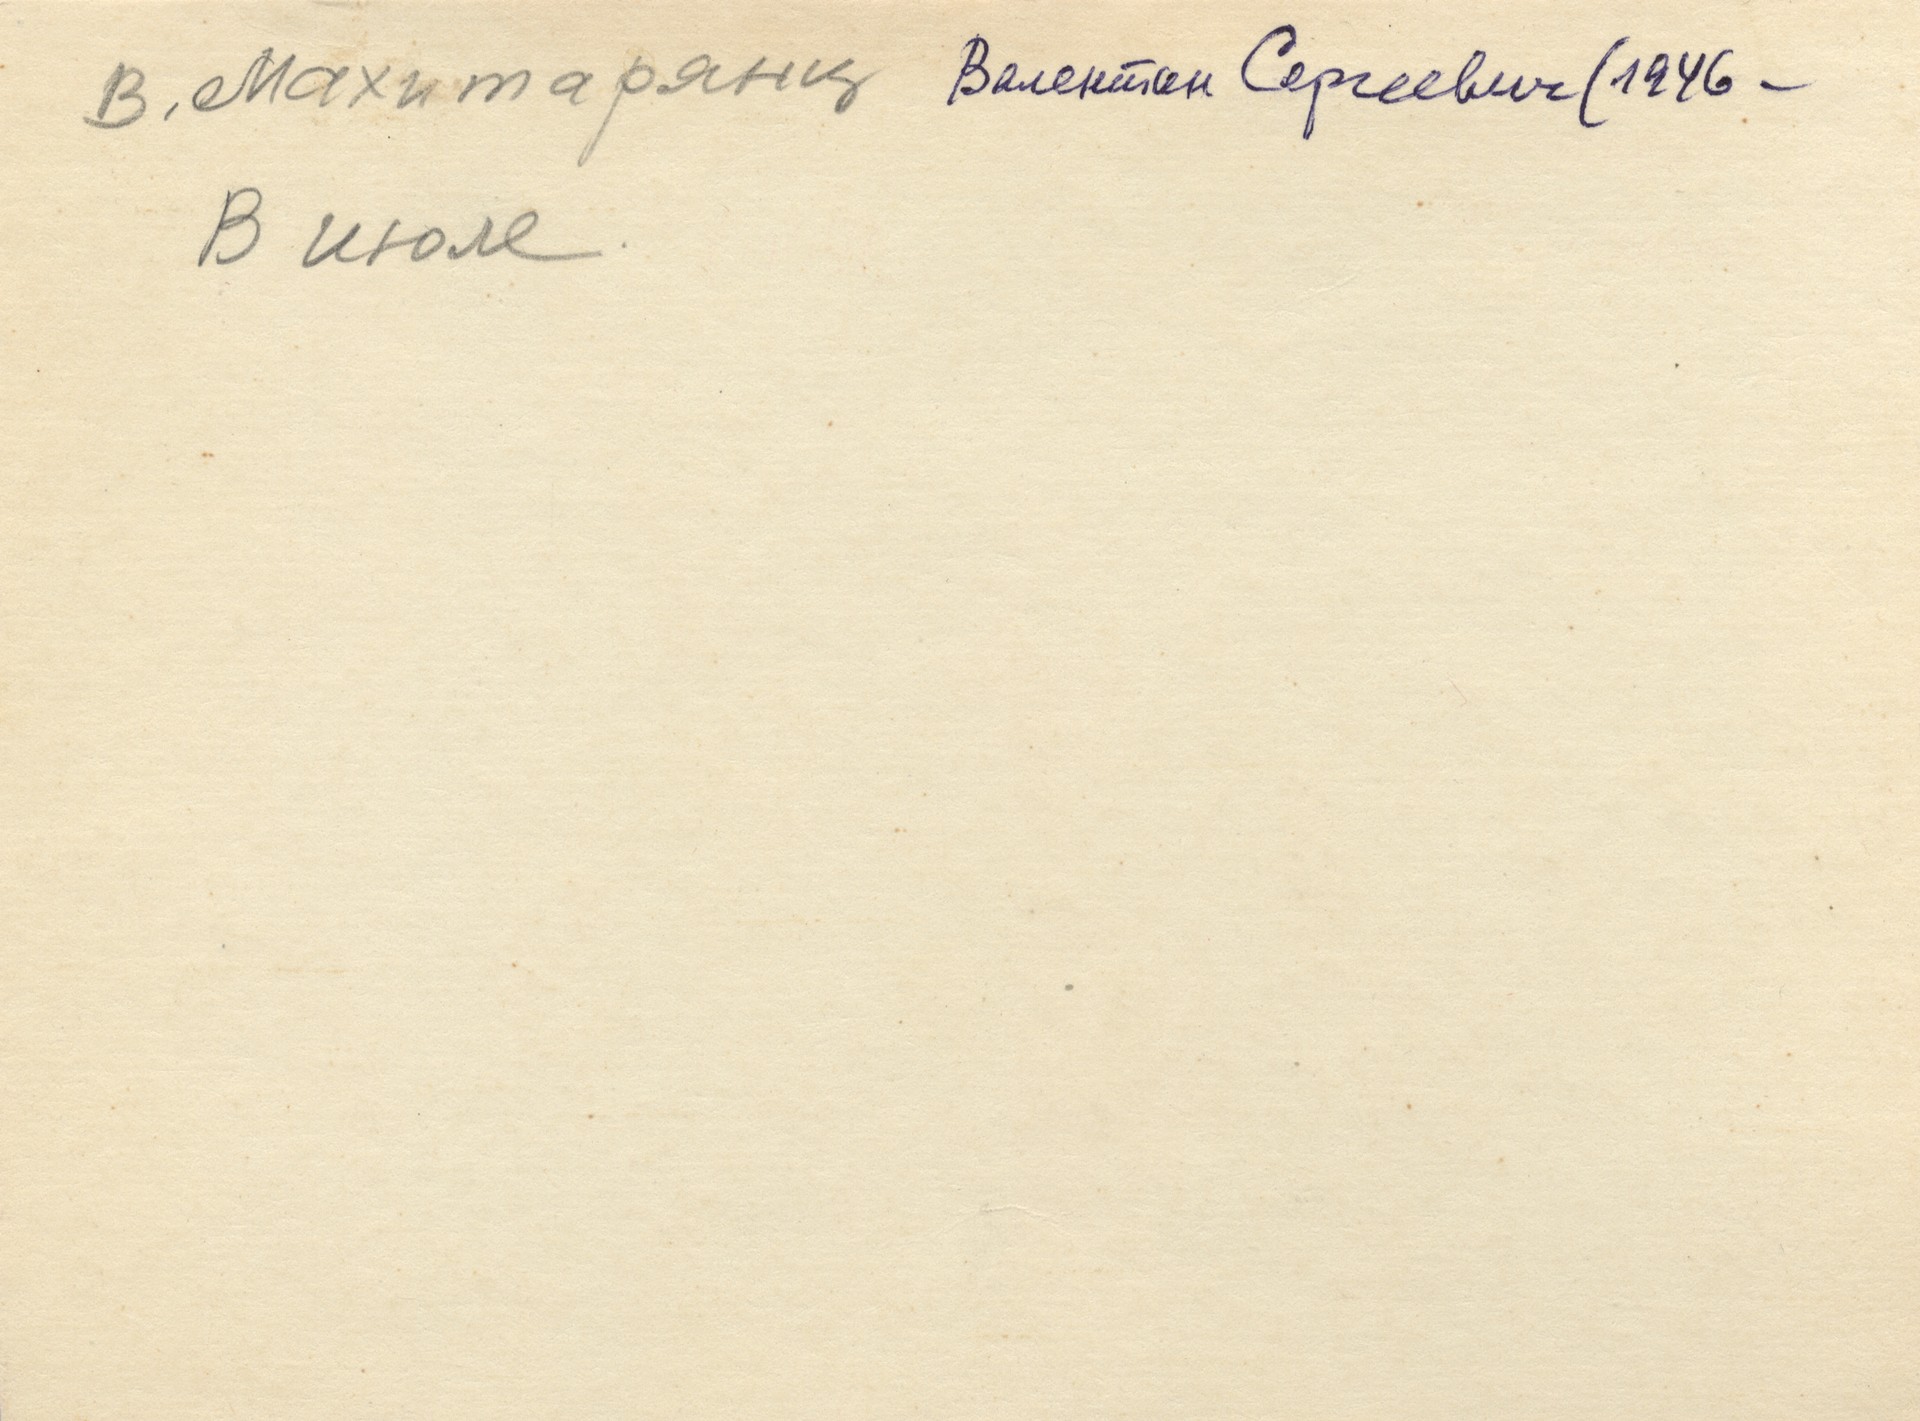 В. Махитарянц Валентин Сергеевич (1946 –
В июле.